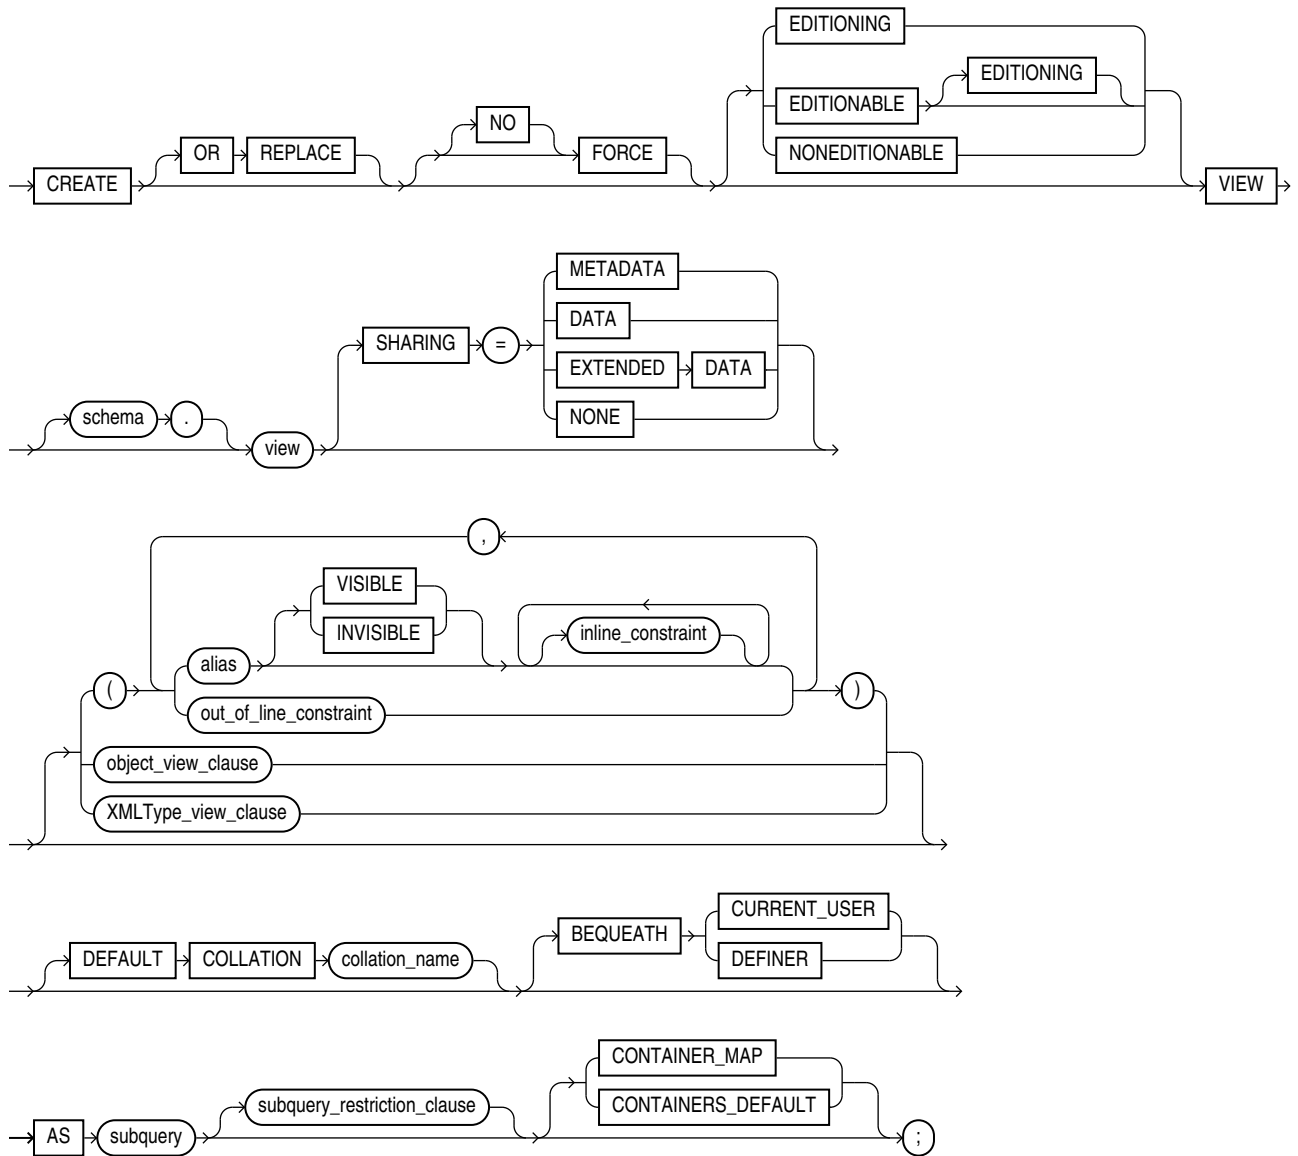 EDITIONING
EDITIONING
NO
EDITIONABLE
OR REPLACE FORCE NONEDITIONABLE
CREATE VIEW
METADATA
DATA
SHARING =
EXTENDED DATA
schema . NONE
view
,
VISIBLE
INVISIBLE inline_constraint
alias
( )
out_of_line_constraint
object_view_clause
XMLType_view_clause
CURRENT_USER
BEQUEATH
DEFAULT COLLATION collation_name DEFINER
CONTAINER_MAP
subquery_restriction_clause CONTAINERS_DEFAULT
AS subquery ;